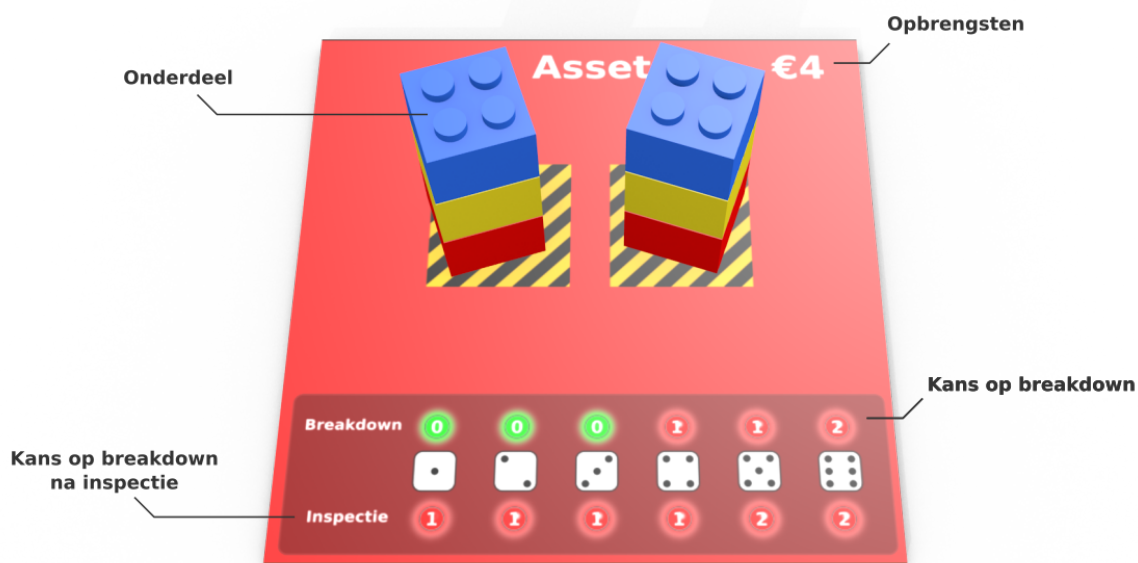 Opbrengsten
Asset €4
Onderdeel
Kans op breakdown
Breakdown 0 0 0 1 1 2
Kans op breakdown
na inspectie
Inspectie 1 1 1 1 2 2